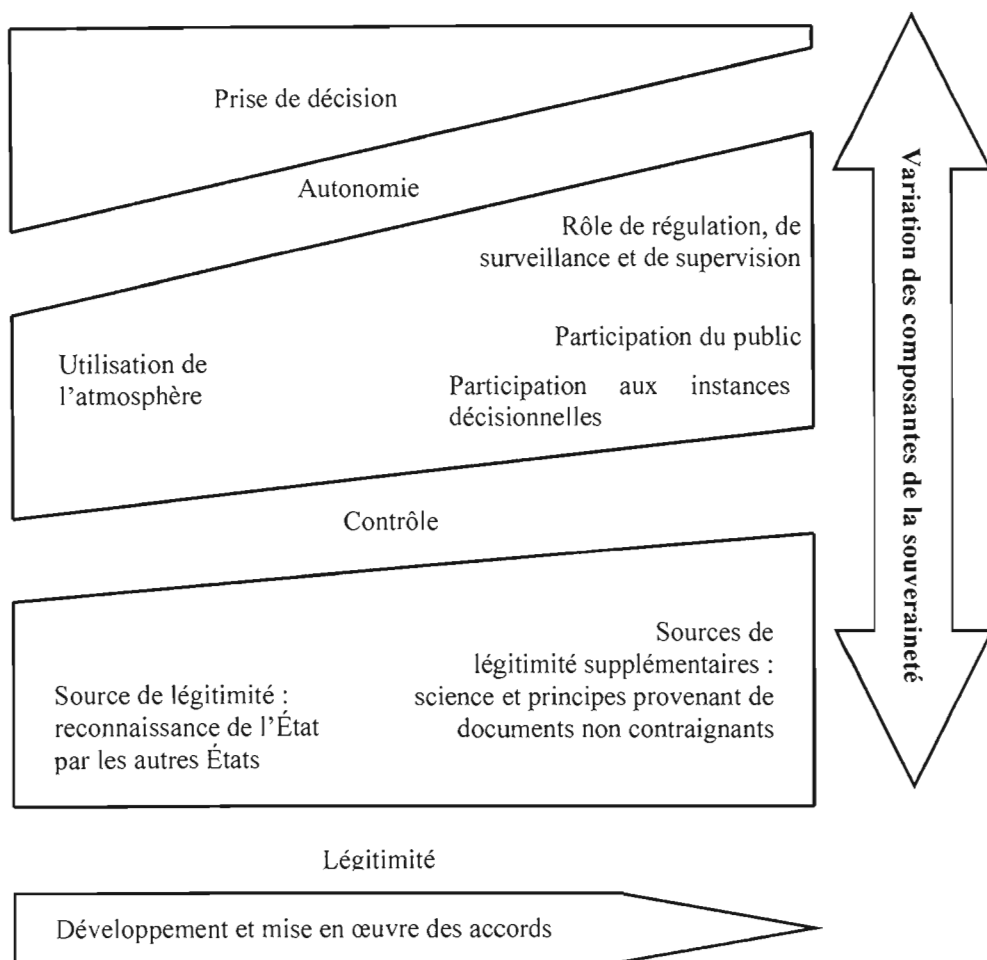 Prise de décision
Autonomie
Rôle de régulation, de
surveillance et de supervision
Participation du public
Utilisation de
l'atmosphère
Participation aux instances
décisionnelles
Contrôle
Sources de
légitimité supplémentaires :
science et principes provenant de
documents non contraignants
Source de légitimité :
reconnaissance de l'État
par les autres États
Légitimité
Développement et mise en œuvre des accords
Variation des composantes de la souveraineté